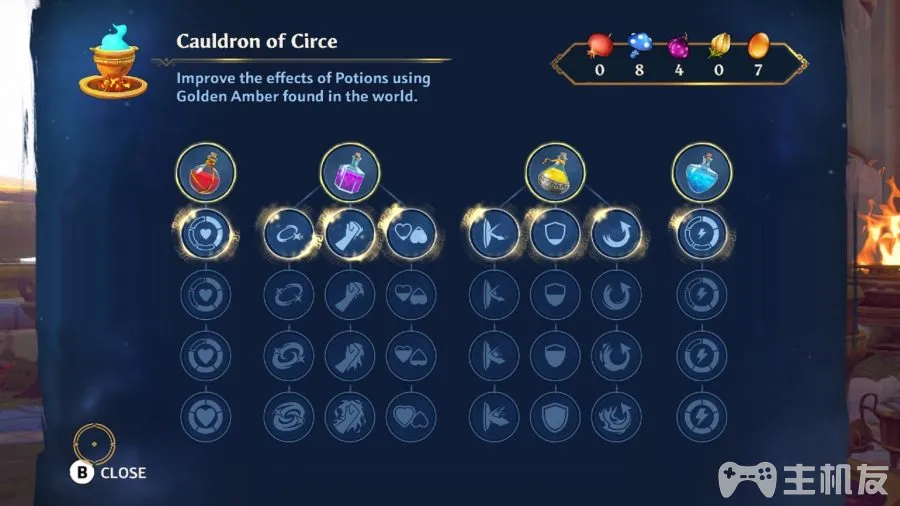 Cauldron of Circe
Improve the effects of Potions using
Golden Amber found in the world.
0 8 4 0 7
B CLOSE
主机友